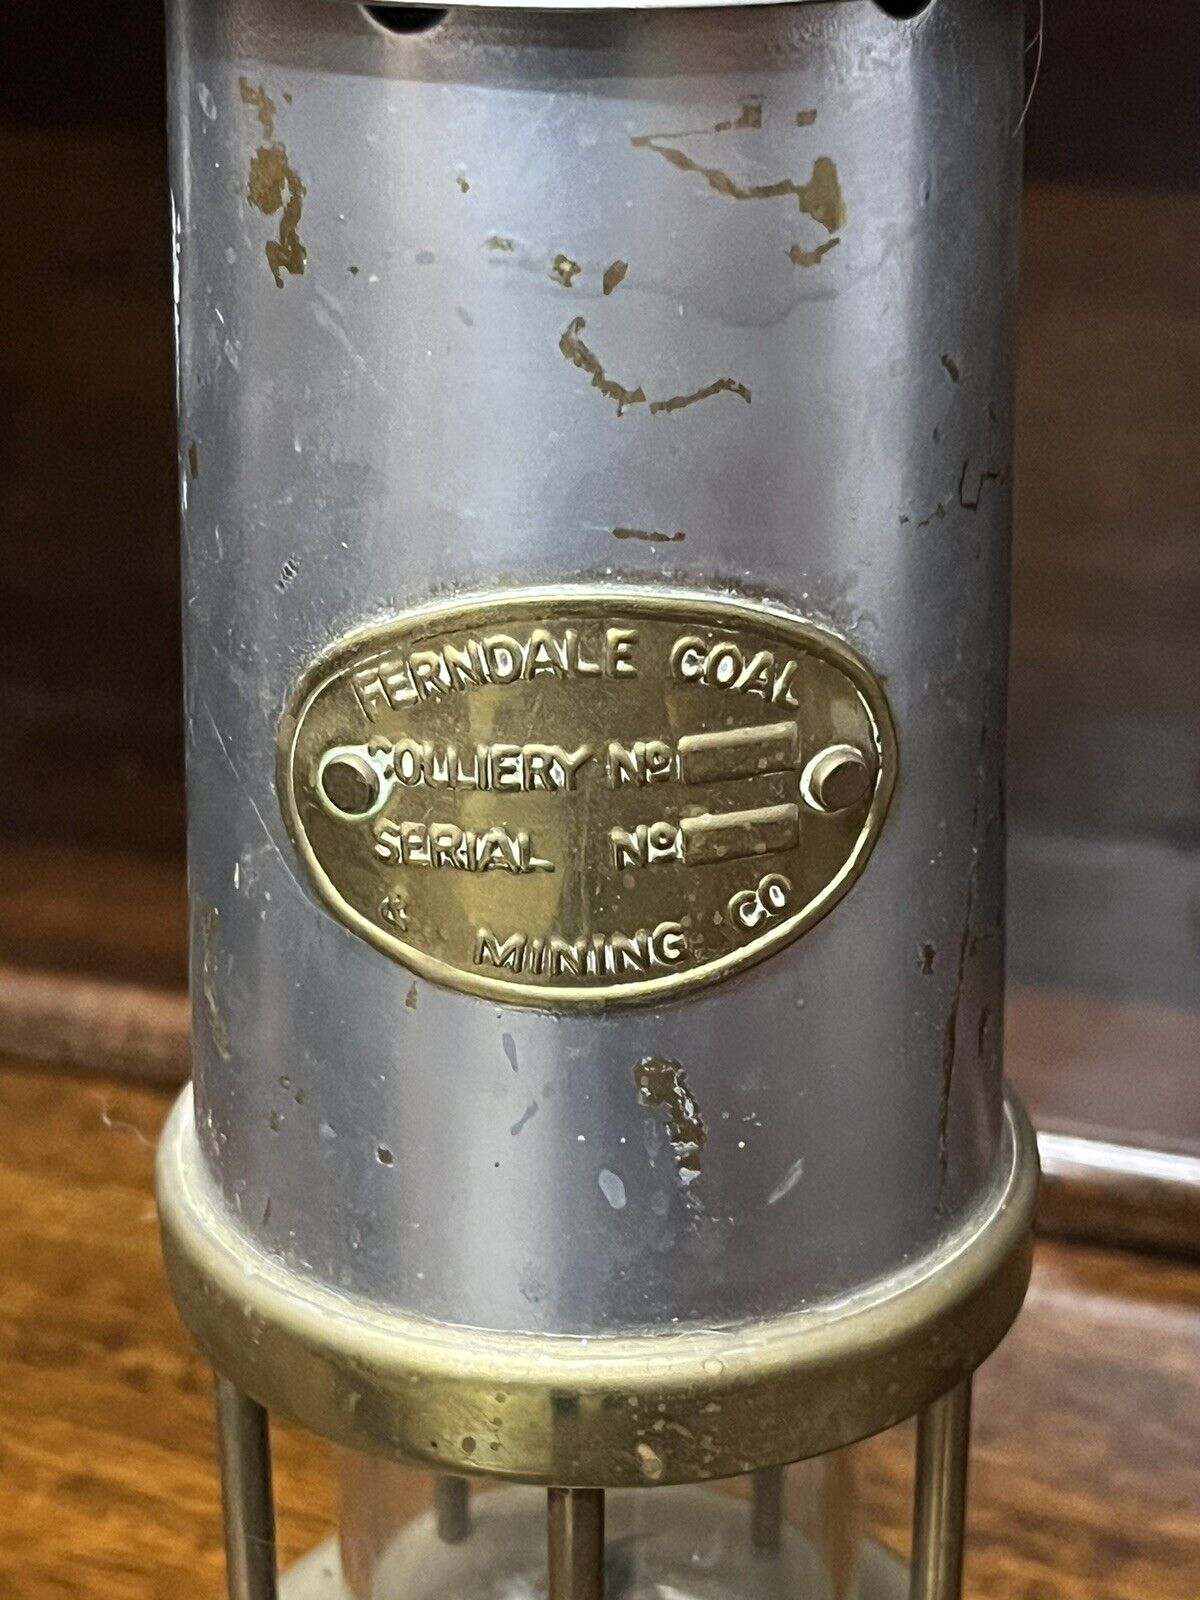 FERNDALE COAL
COLLIERY Nº
SERIAL Nº
& MINING CO